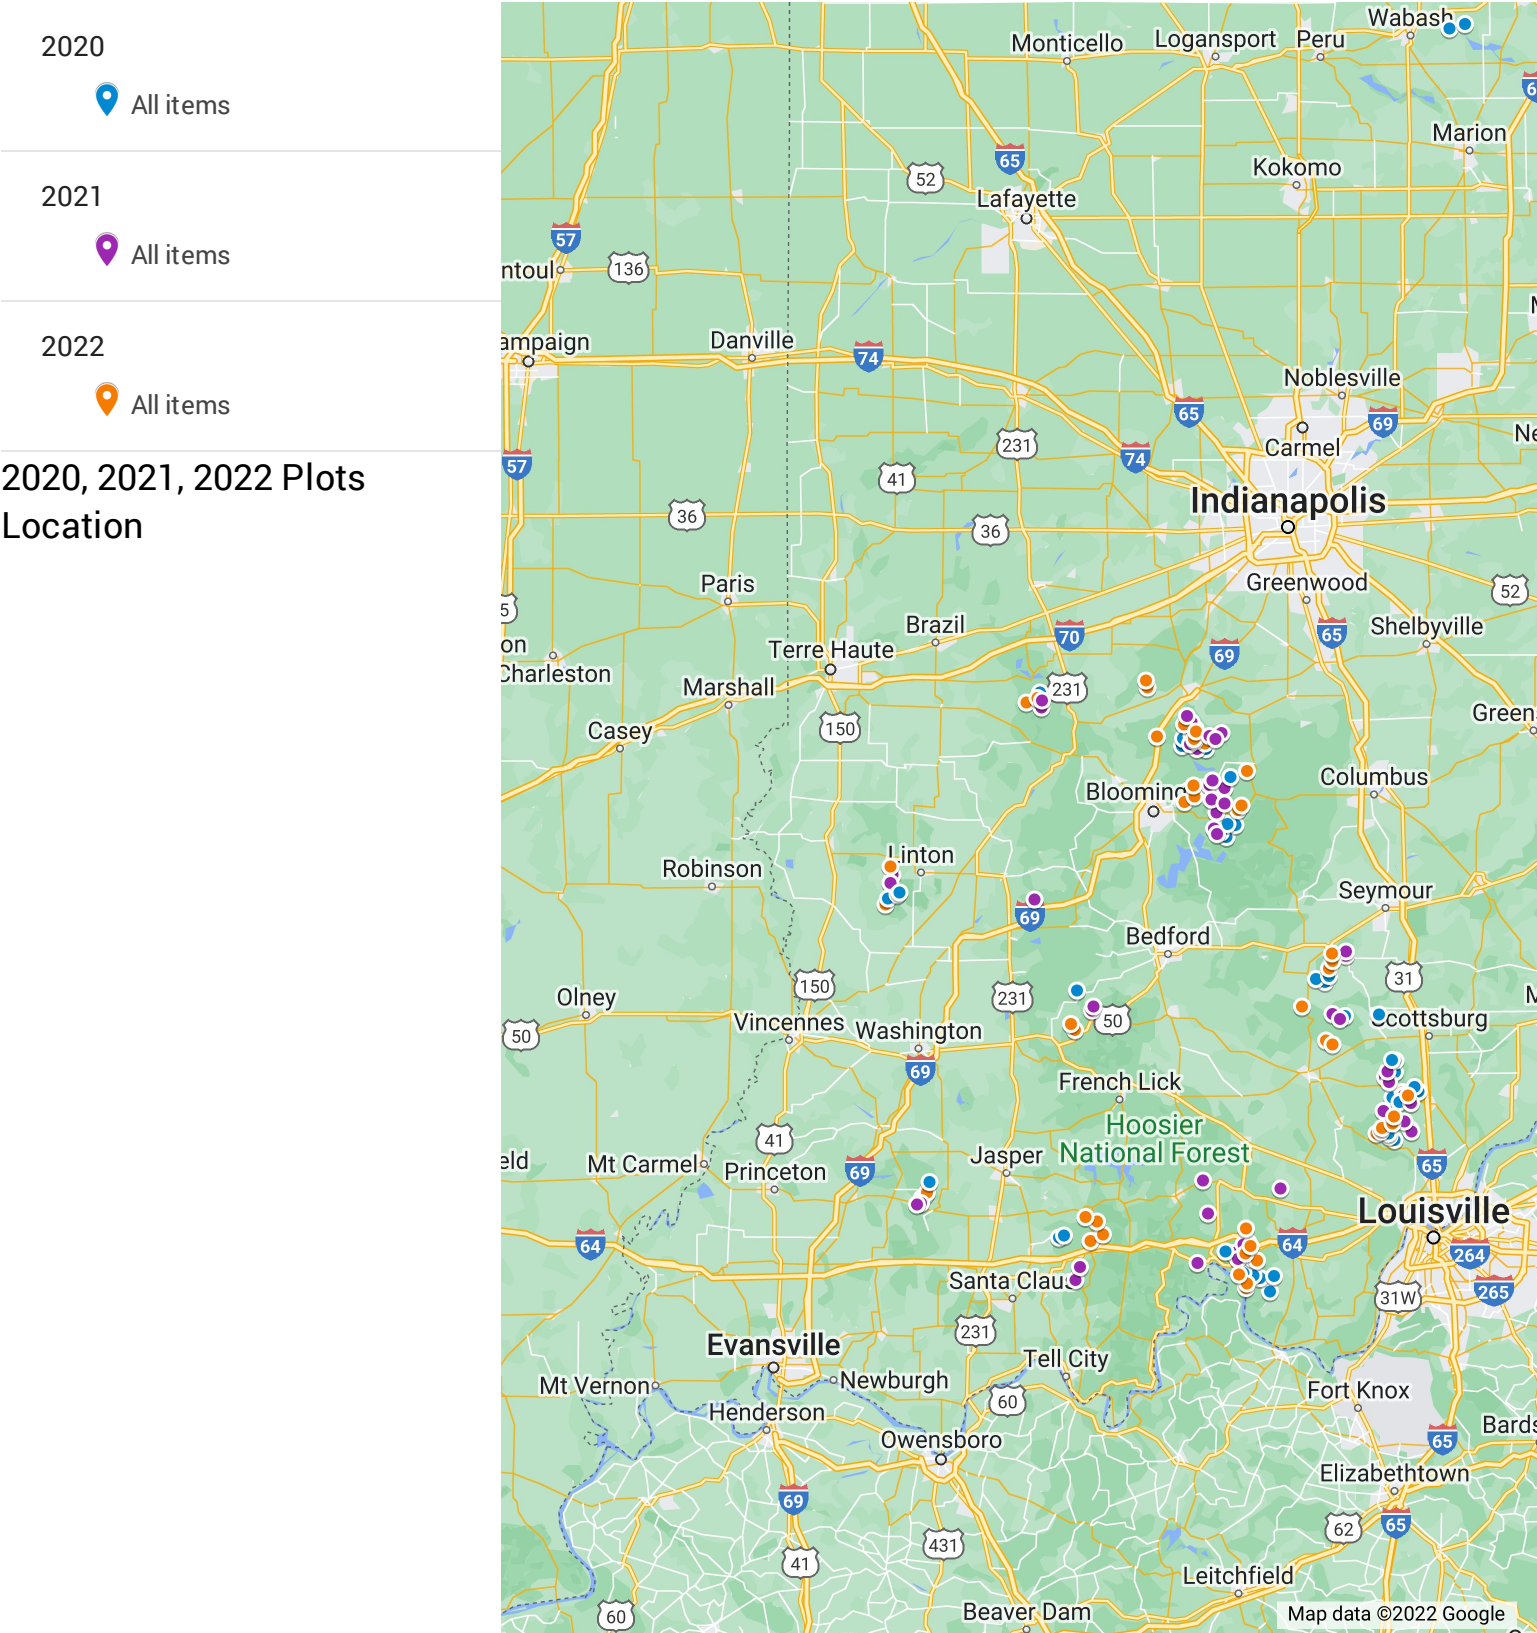 2020
All items
2021
All items
2022
All items
2020, 2021, 2022 Plots
Location
Wabash
Monticello
Logansport
Peru
Marion
65
52
Kokomo
Lafayette
57
ntoul
136
ampaign
Danville
74
Noblesville
65
69
Carmel
231
74
57
41
Indianapolis
36
36
Paris
Greenwood
52
5
Brazil
70
65
Shelbyville
on
Terre Haute
69
Charleston
Marshall
231
Green
Casey
150
Columbus
Blooming
Linton
Robinson
Seymour
69
Bedford
31
150
231
Olney
50
Vincennes
Washington
50
Scottsburg
69
French Lick
Hoosier
National Forest
41
eld
Mt Carmel
Princeton
69
Jasper
65
Louisville
64
64
264
Santa Claus
31W
265
231
Evansville
Tell City
Mt Vernon
Newburgh
60
Fort Knox
Henderson
Owensboro
65
Bards
Elizabethtown
69
62
65
431
41
Leitchfield
60
Beaver Dam
Map data ©2022 Google